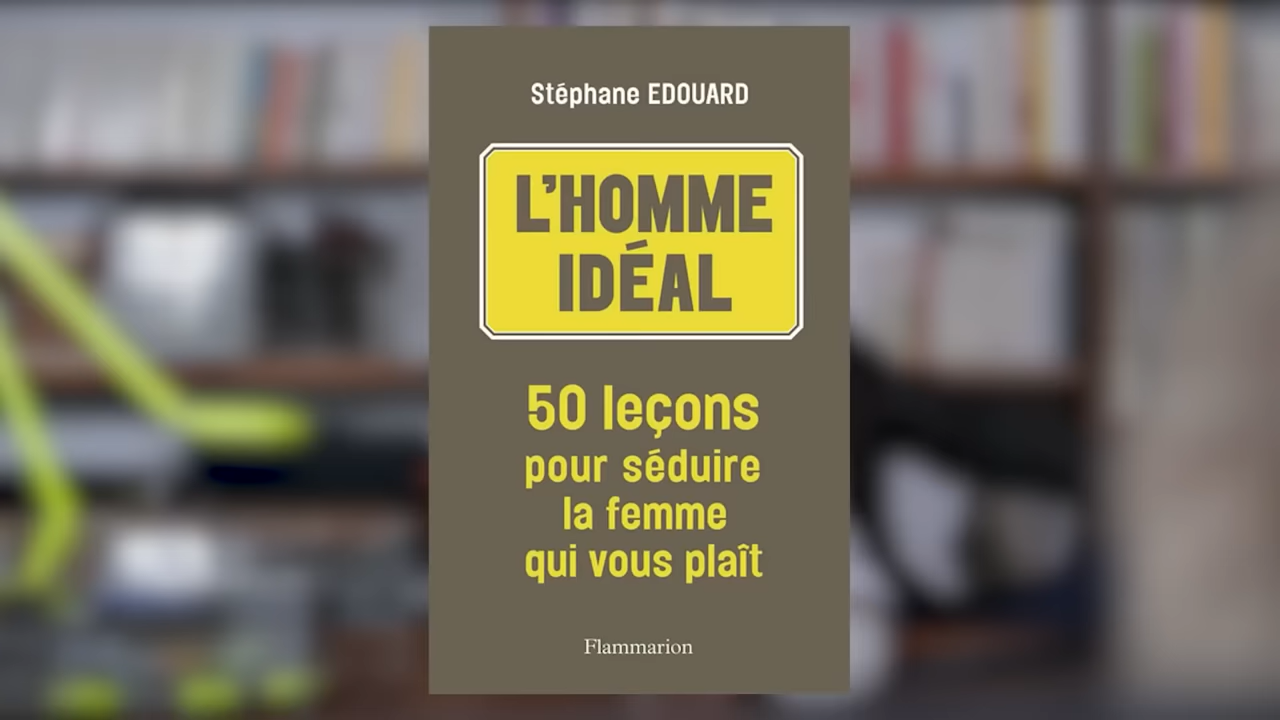 Stéphane EDOUARD
L'HOMME
IDÉAL
50 leçons
pour séduire
la femme
qui vous plaît
Flammarion